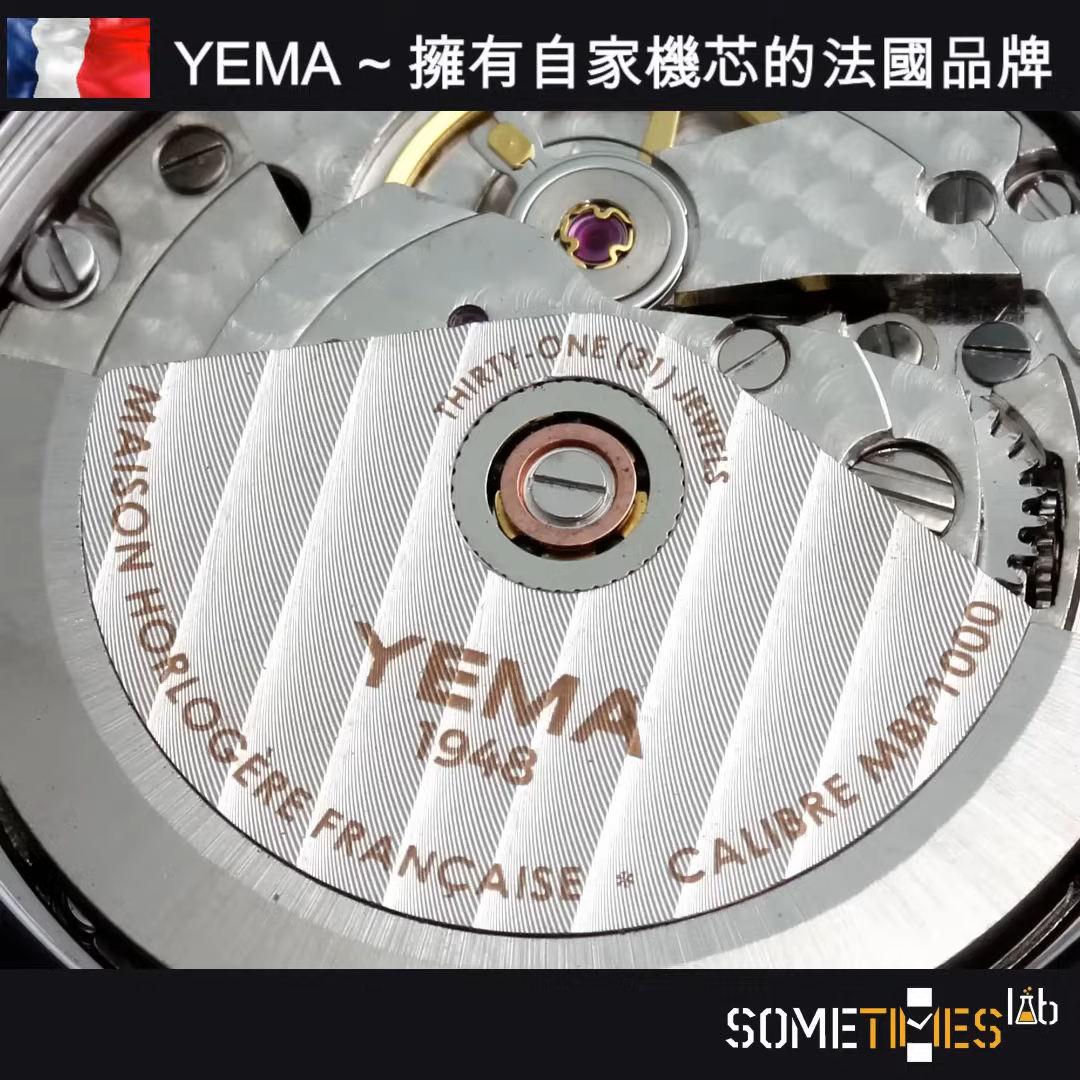 YEMA ~ 擁有自家機芯的法國品牌
THIRTY-ONE (31) JEWELS
YEMA
1948
MAISON HORLOGÈRE FRANÇAISE * CALIBRE MBP1000
SOMETIMES lab